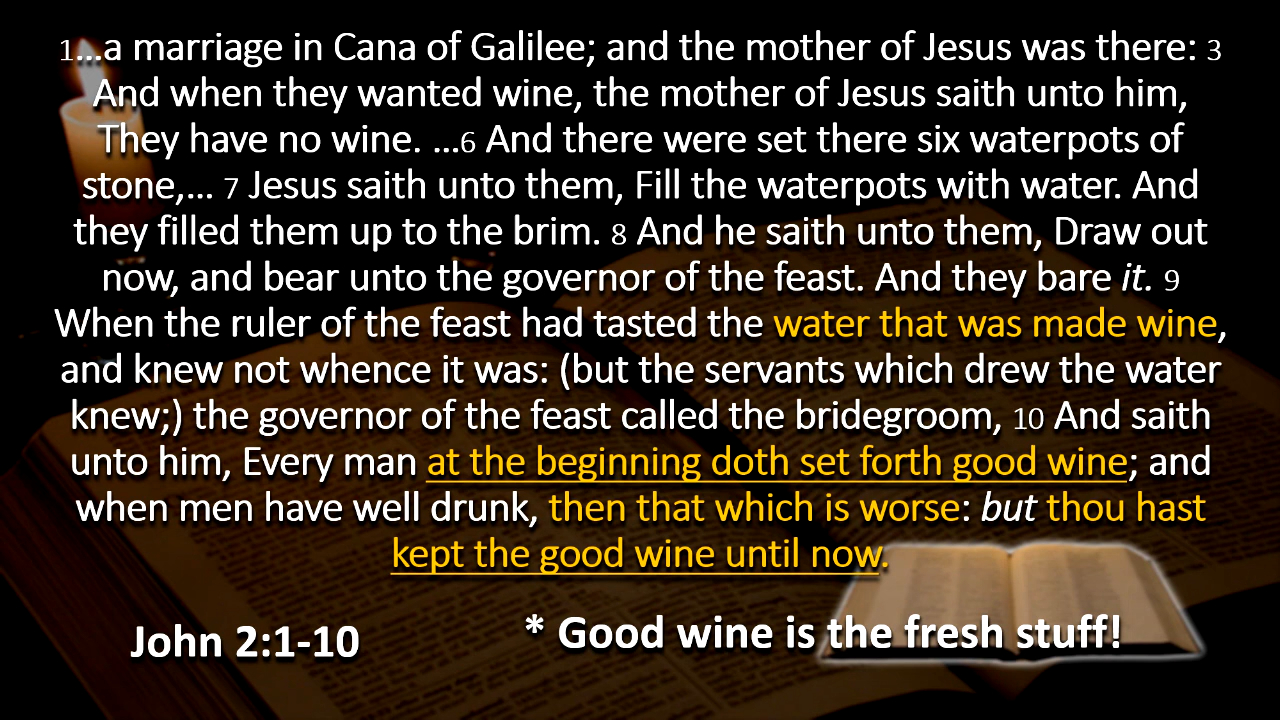 1...a marriage in Cana of Galilee; and the mother of Jesus was there: 3
And when they wanted wine, the mother of Jesus saith unto him,
They have no wine. ...6 And there were set there six waterpots of
stone,... 7 Jesus saith unto them, Fill the waterpots with water. And
they filled them up to the brim. 8 And he saith unto them, Draw out
now, and bear unto the governor of the feast. And they bare it. 9
When the ruler of the feast had tasted the water that was made wine,
and knew not whence it was: (but the servants which drew the water
knew;) the governor of the feast called the bridegroom, 10 And saith
unto him, Every man at the beginning doth set forth good wine; and
when men have well drunk, then that which is worse: but thou hast
kept the good wine until now.
John 2:1-10
* Good wine is the fresh stuff!